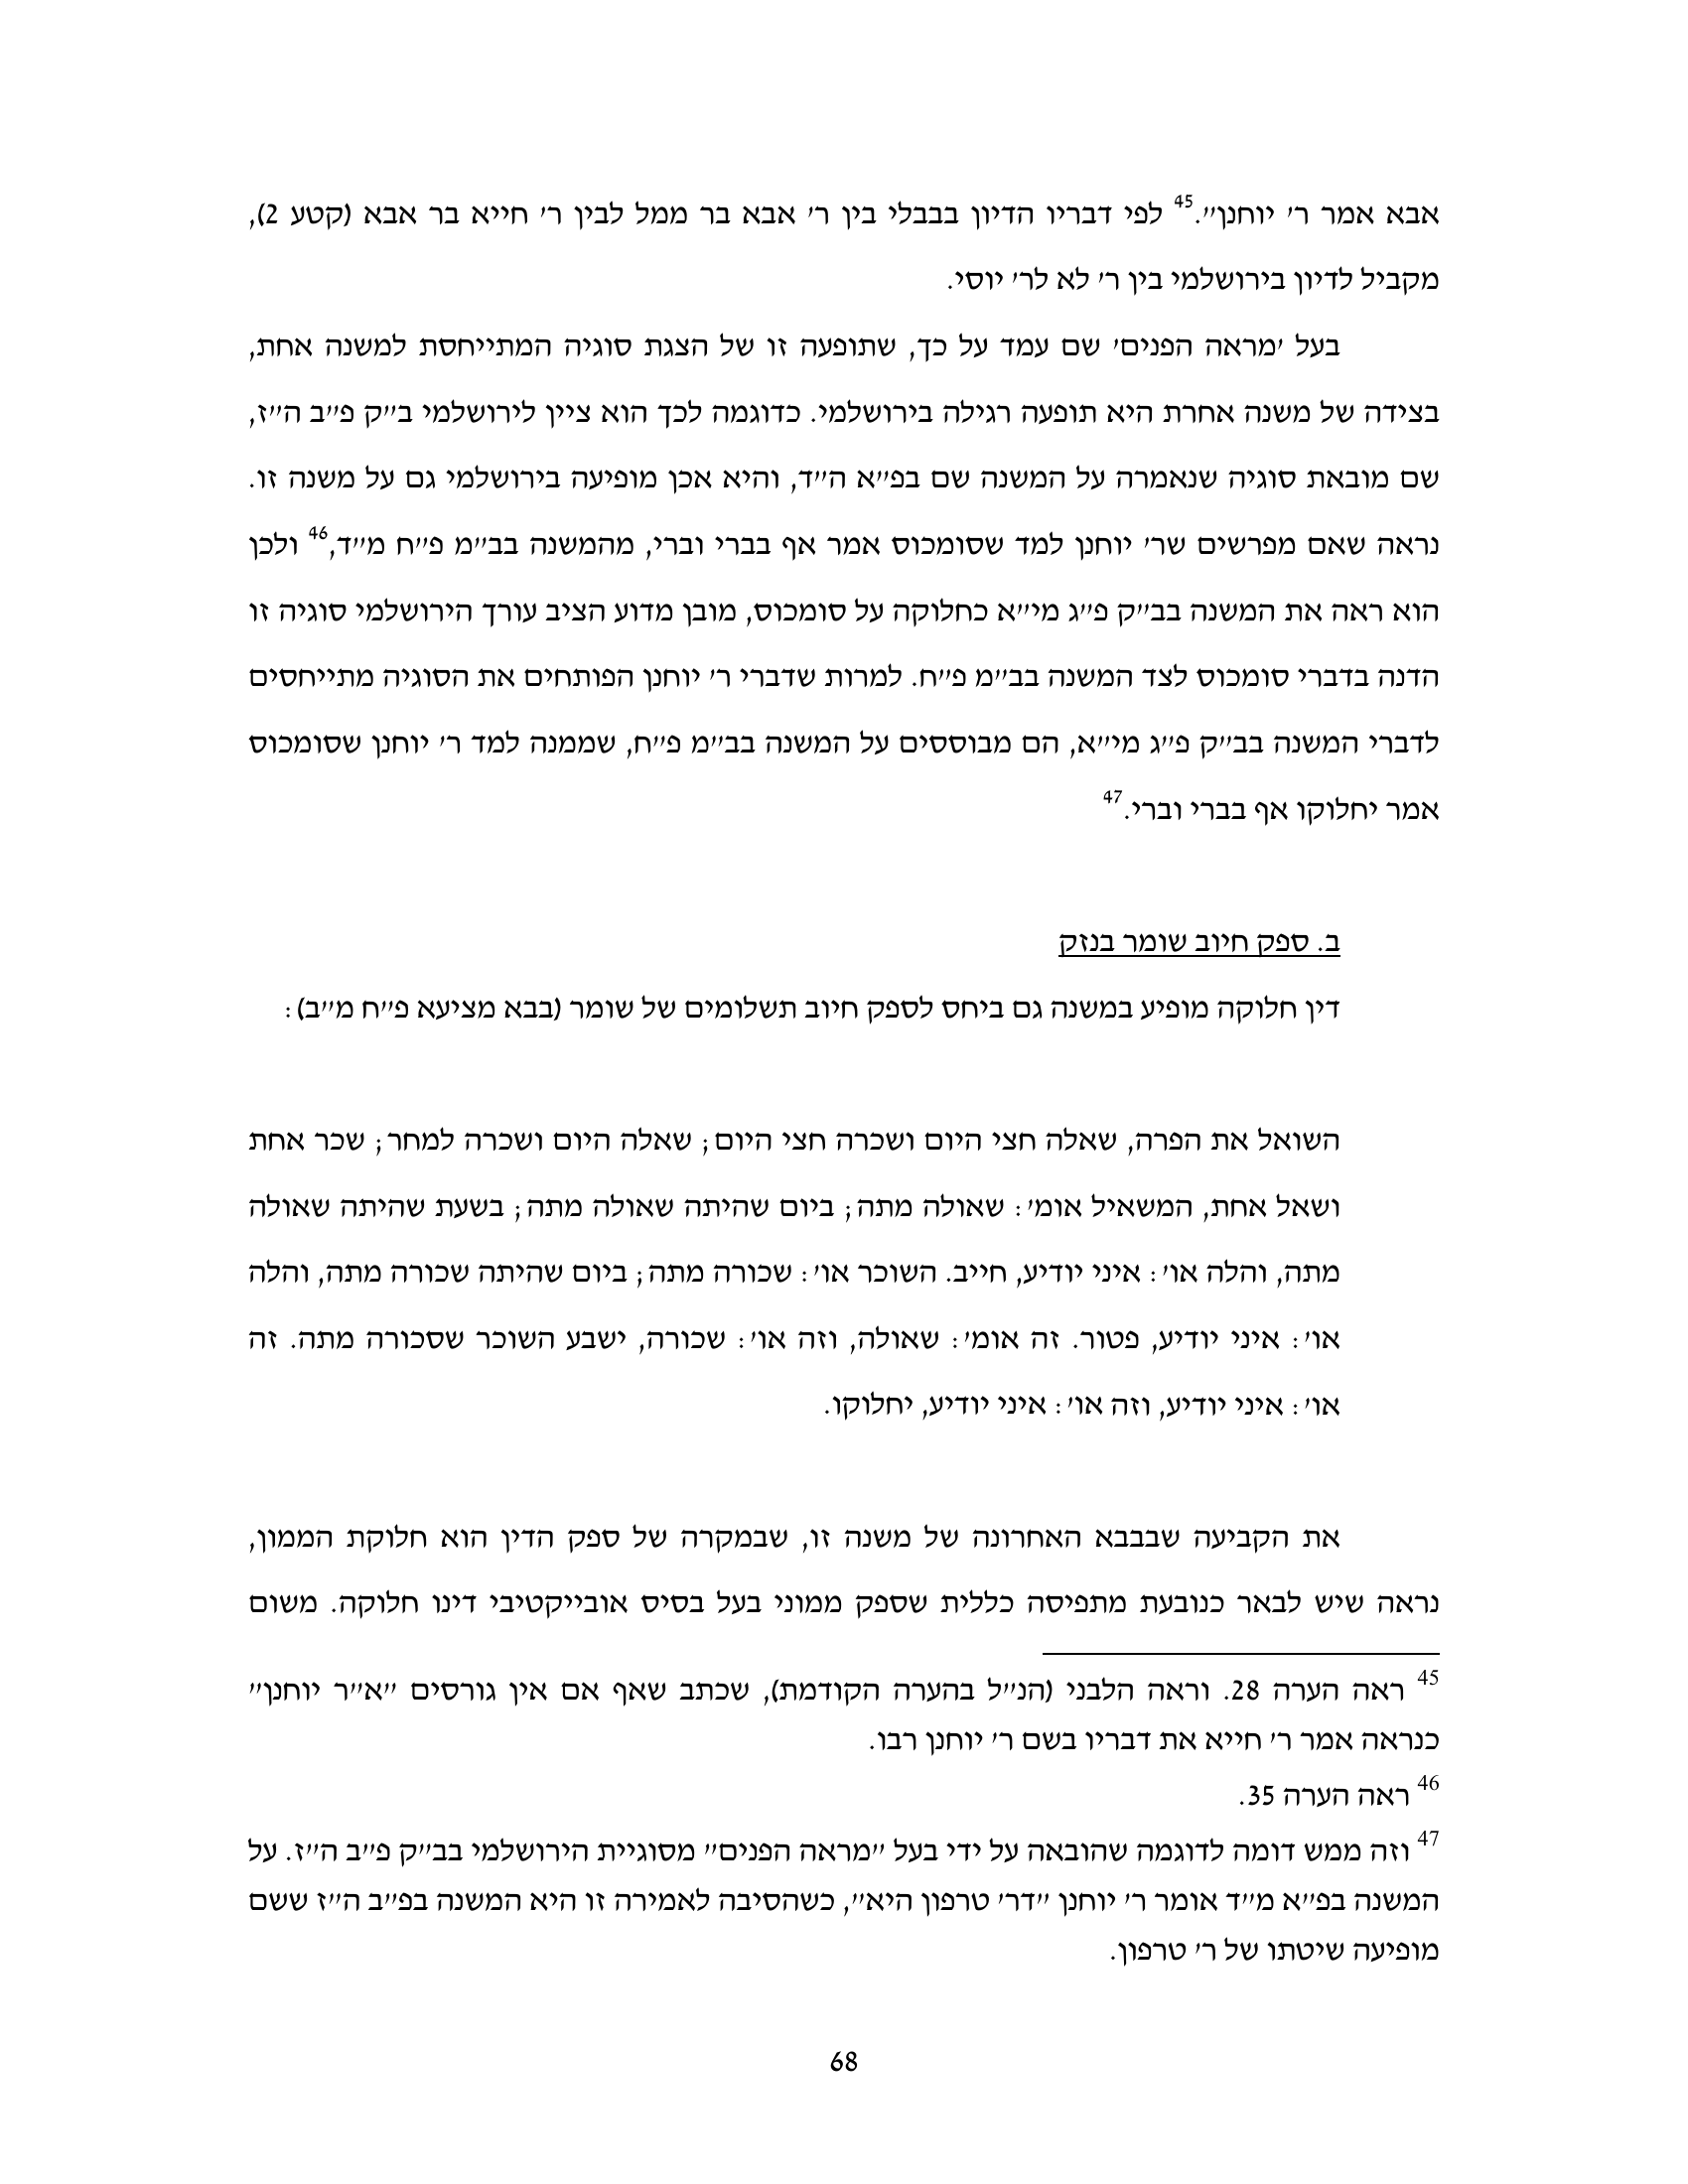 אבא אמר ר' יוחנן".45 לפי דבריו הדיון בבבלי בין ר' אבא בר ממל לבין ר' חייא בר אבא (קטע 2),
מקביל לדיון בירושלמי בין ר' לא לר' יוסי.
בעל 'מראה הפנים' שם עמד על כך, שתופעה זו של הצגת סוגיה המתייחסת למשנה אחת,
בצידה של משנה אחרת היא תופעה רגילה בירושלמי. כדוגמה לכך הוא ציין לירושלמי ב"ק פ"ב ה"ז,
שם מובאת סוגיה שנאמרה על המשנה שם בפ"א ה"ד, והיא אכן מופיעה בירושלמי גם על משנה זו.
נראה שאם מפרשים שר' יוחנן למד שסומכוס אמר אף בברי וברי, מהמשנה בב"מ פ"ח מ"ד,46 ולכן
הוא ראה את המשנה בב"ק פ"ג מי"א כחלוקה על סומכוס, מובן מדוע הציב עורך הירושלמי סוגיה זו
הדנה בדברי סומכוס לצד המשנה בב"מ פ"ח. למרות שדברי ר' יוחנן הפותחים את הסוגיה מתייחסים
לדברי המשנה בב"ק פ"ג מי"א, הם מבוססים על המשנה בב"מ פ"ח, שממנה למד ר' יוחנן שסומכוס
אמר יחלוקו אף בברי וברי.47
ב. ספק חיוב שומר בנזק
דין חלוקה מופיע במשנה גם ביחס לספק חיוב תשלומים של שומר (בבא מציעא פ"ח מ"ב):
השואל את הפרה, שאלה חצי היום ושכרה חצי היום; שאלה היום ושכרה למחר; שכר אחת
ושאל אחת, המשאיל אומ': שאולה מתה; ביום שהיתה שאולה מתה; בשעת שהיתה שאולה
מתה, והלה או': איני יודיע, חייב. השוכר או': שכורה מתה; ביום שהיתה שכורה מתה, והלה
או': איני יודיע, פטור. זה אומ': שאולה, וזה או': שכורה, ישבע השוכר שסכורה מתה. זה
או': איני יודיע, וזה או': איני יודיע, יחלוקו.
את הקביעה שבבבא האחרונה של משנה זו, שבמקרה של ספק הדין הוא חלוקת הממון,
נראה שיש לבאר כנובעת מתפיסה כללית שספק ממוני בעל בסיס אובייקטיבי דינו חלוקה. משום
45 ראה הערה 28. וראה הלבני (הנ"ל בהערה הקודמת), שכתב שאף אם אין גורסים "א"ר יוחנן"
כנראה אמר ר' חייא את דבריו בשם ר' יוחנן רבו.
46 ראה הערה 35.
47 וזה ממש דומה לדוגמה שהובאה על ידי בעל "מראה הפנים" מסוגיית הירושלמי בב"ק פ"ב ה"ז. על
המשנה בפ"א מ"ד אומר ר' יוחנן "דר' טרפון היא", כשהסיבה לאמירה זו היא המשנה בפ"ב ה"ז ששם
מופיעה שיטתו של ר' טרפון.
68